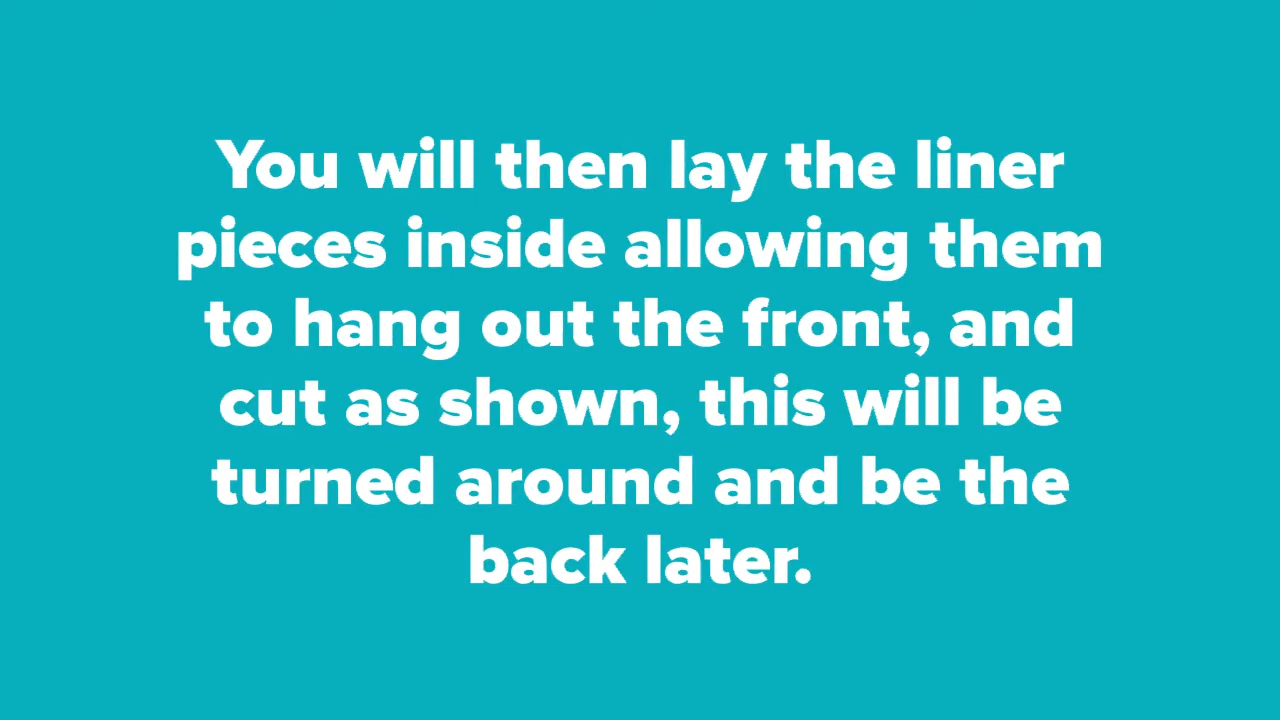 You will then lay the liner
pieces inside allowing them
to hang out the front, and
cut as shown, this will be
turned around and be the
back later.